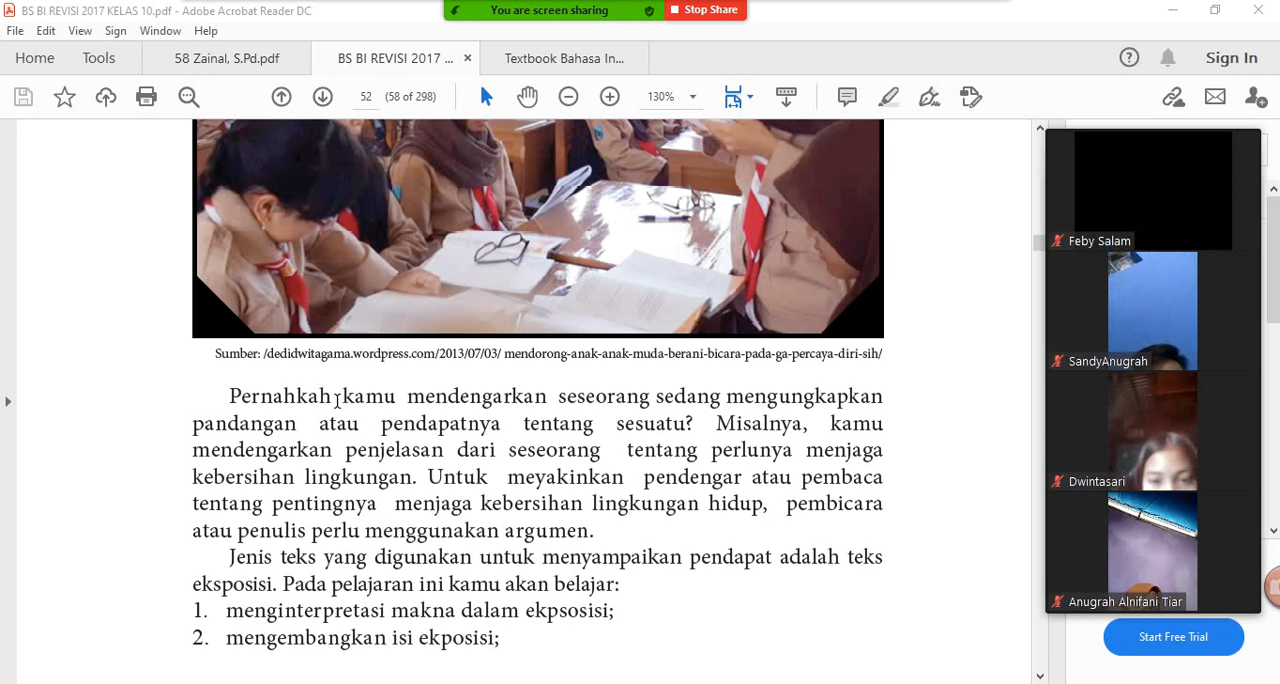 BS BI REVISI 2017 KELAS 10.pdf - Adobe Acrobat Reader DC
You are screen sharing
Stop Share
File Edit View Sign Window Help
Home Tools 58 Zainal, S.Pd.pdf BS BI REVISI 2017 ... × Textbook Bahasa In... Sign In
52 (58 of 298) 130%
Feby Salam
SandyAnugrah
Dwintasari
Anugrah Alnifani Tiar
Start Free Trial
Sumber: /dedidwitagama.wordpress.com/2013/07/03/ mendorong-anak-anak-muda-berani-bicara-pada-ga-percaya-diri-sih/
Pernahkah kamu mendengarkan seseorang sedang mengungkapkan
pandangan atau pendapatnya tentang sesuatu? Misalnya, kamu
mendengarkan penjelasan dari seseorang tentang perlunya menjaga
kebersihan lingkungan. Untuk meyakinkan pendengar atau pembaca
tentang pentingnya menjaga kebersihan lingkungan hidup, pembicara
atau penulis perlu menggunakan argumen.
Jenis teks yang digunakan untuk menyampaikan pendapat adalah teks
eksposisi. Pada pelajaran ini kamu akan belajar:
1. menginterpretasi makna dalam ekpsosisi;
2. mengembangkan isi ekposisi;